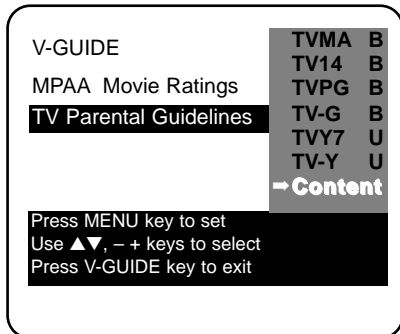 V-GUIDE
MPAA Movie Ratings
TV Parental Guidelines
TVMA B
TV14 B
TVPG B
TV-G B
TVY7 U
TV-Y U
➡Content
Press MENU key to set
Use ▲▼, – + keys to select
Press V-GUIDE key to exit